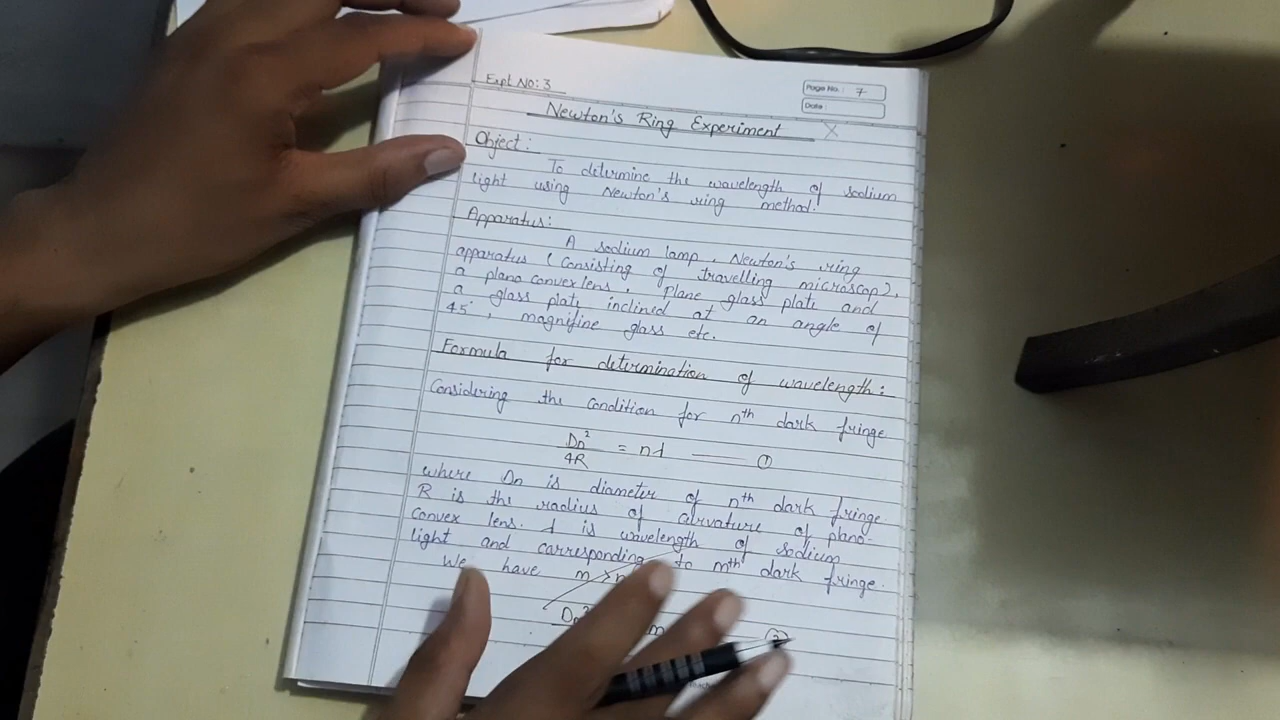 Expt. No: 3
Page No. : 7
Date :
Newton's Ring Experiment
Object:
To determine the wavelength of sodium
light using Newton's ring method.
Apparatus:
A sodium lamp, Newton's ring
apparatus (Consisting of travelling microscop),
a plano convex lens, plane glass plate and
a glass plate inclined at an angle of
45°, magnifine glass etc.
Formula for determination of wavelength:
Considering the condition for nth dark fringe
Dn²/4R = nλ —— ①
where Dn is diameter of nth dark fringe.
R is the radius of curvature of plano-
convex lens. λ is wavelength of sodium
light and carresponding to mth dark fringe.
We have m > n
②